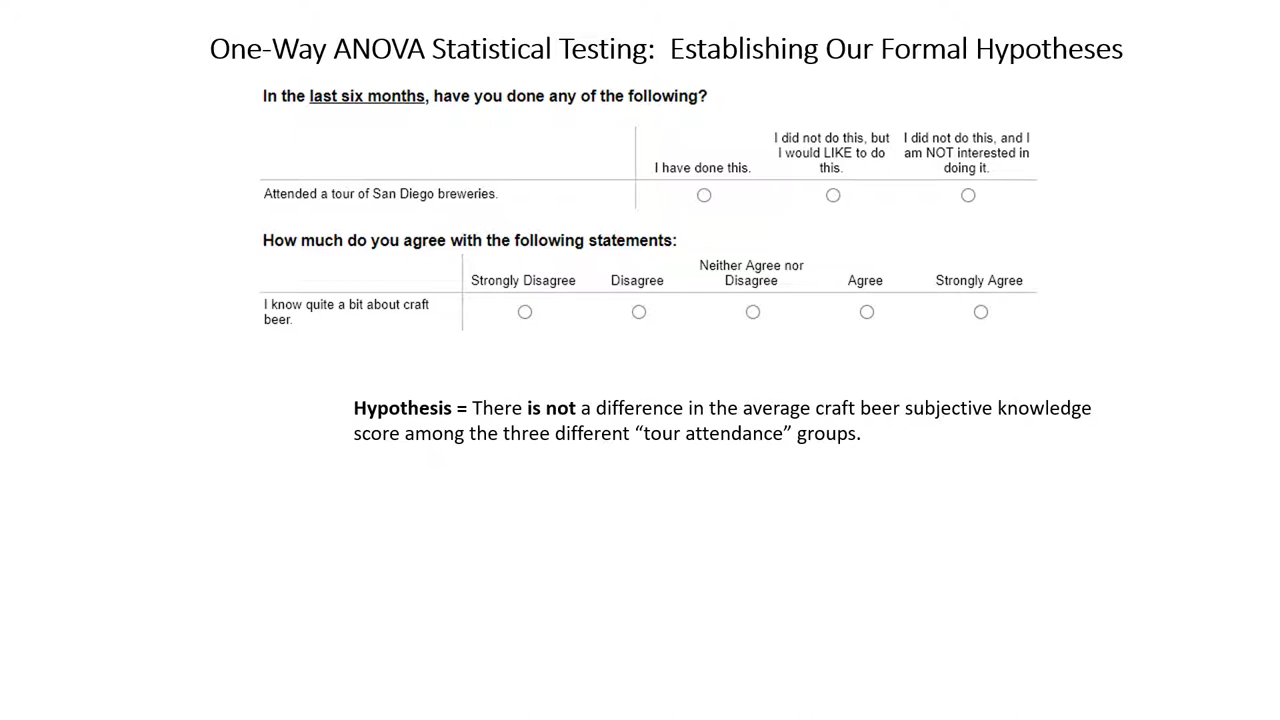 One-Way ANOVA Statistical Testing:  Establishing Our Formal Hypotheses
In the last six months, have you done any of the following?
I have done this.
I did not do this, but
I would LIKE to do
this.
I did not do this, and I
am NOT interested in
doing it.
Attended a tour of San Diego breweries.
How much do you agree with the following statements:
Strongly Disagree
Disagree
Neither Agree nor
Disagree
Agree
Strongly Agree
I know quite a bit about craft
beer.
Hypothesis = There is not a difference in the average craft beer subjective knowledge
score among the three different “tour attendance” groups.